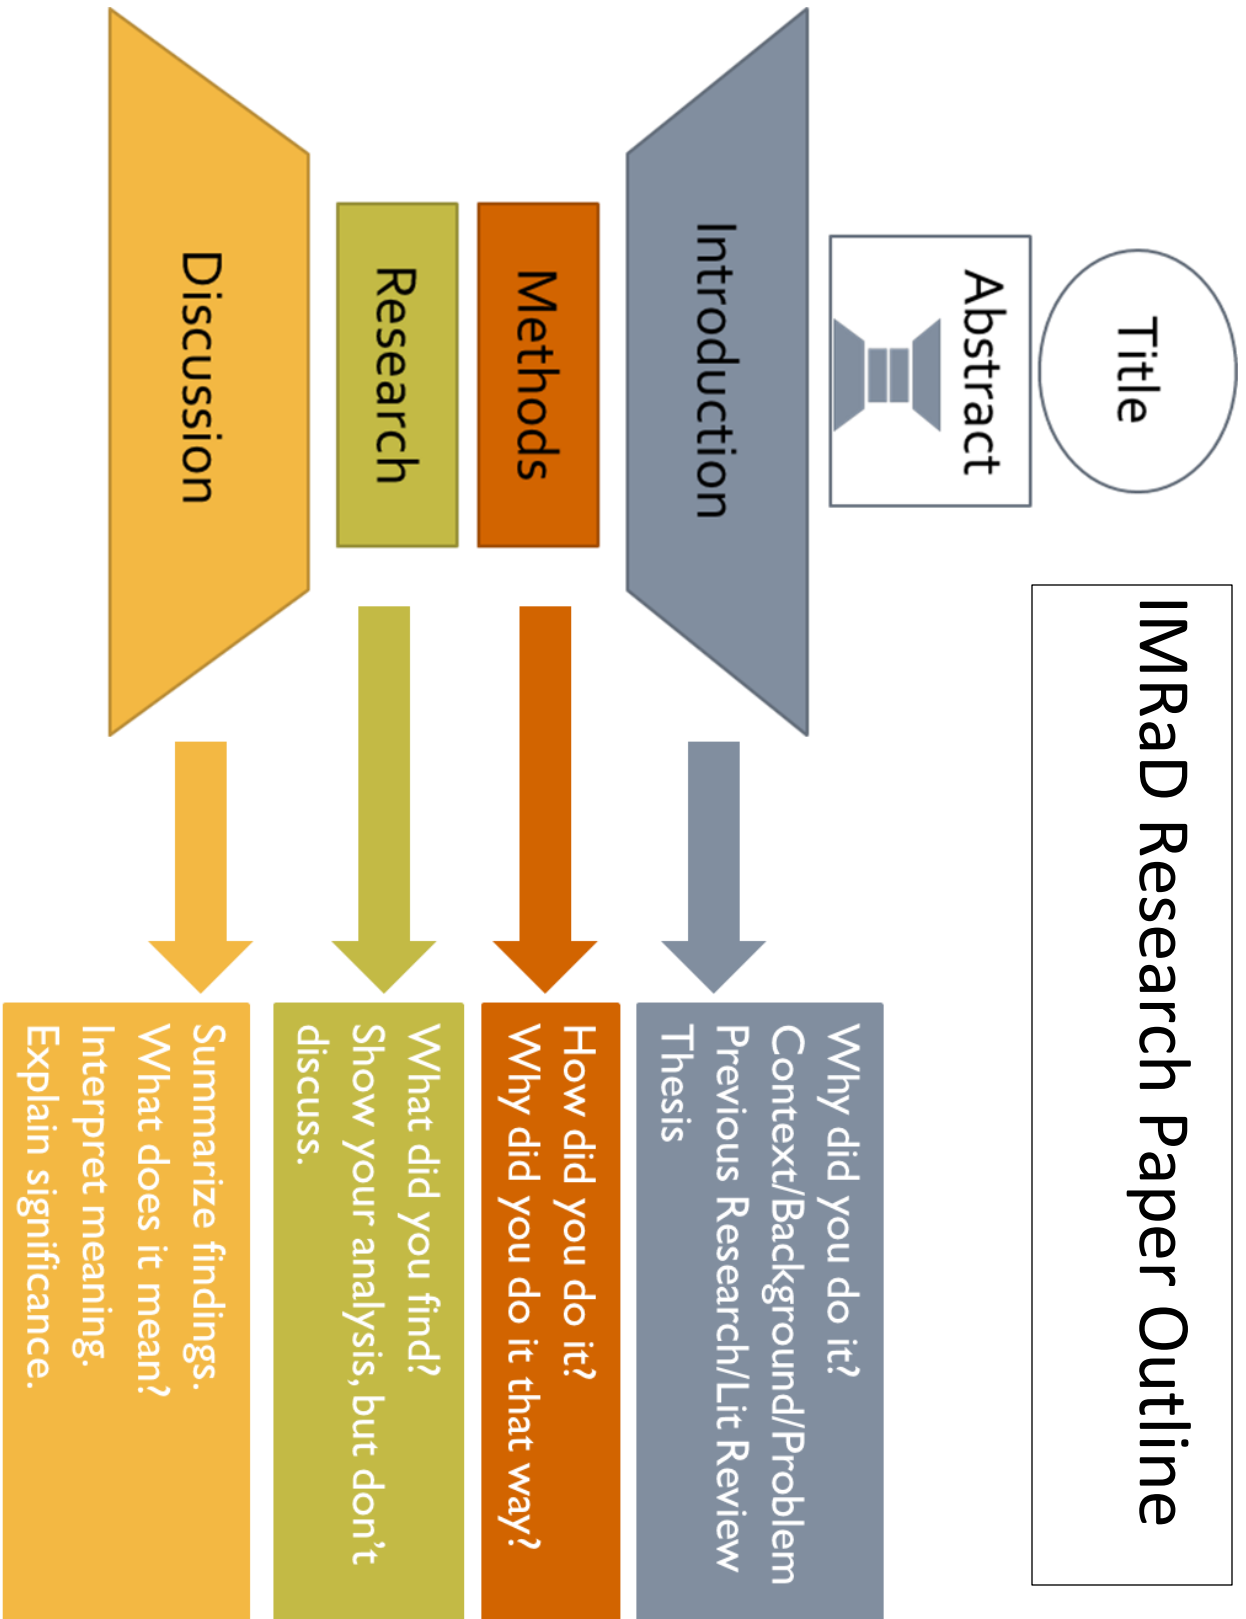 IMRaD Research Paper Outline
Title
Abstract
Introduction
Why did you do it?
Context/Background/Problem
Previous Research/Lit Review
Thesis
Methods
How did you do it?
Why did you do it that way?
Research
What did you find?
Show your analysis, but don't
discuss.
Discussion
Summarize findings.
What does it mean?
Interpret meaning.
Explain significance.